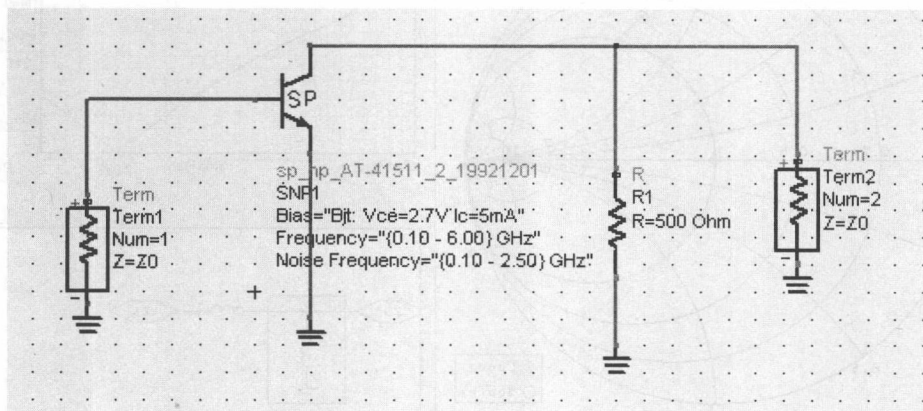 SP
sp_hp_AT-41511_2_19921201
SNP1
Bias="Bjt: Vce=2.7V Ic=5mA"
Frequency="{0.10 - 6.00} GHz"
Noise Frequency="{0.10 - 2.50} GHz"
Term
Term1
Num=1
Z=Z0
R
R1
R=500 Ohm
Term
Term2
Num=2
Z=Z0